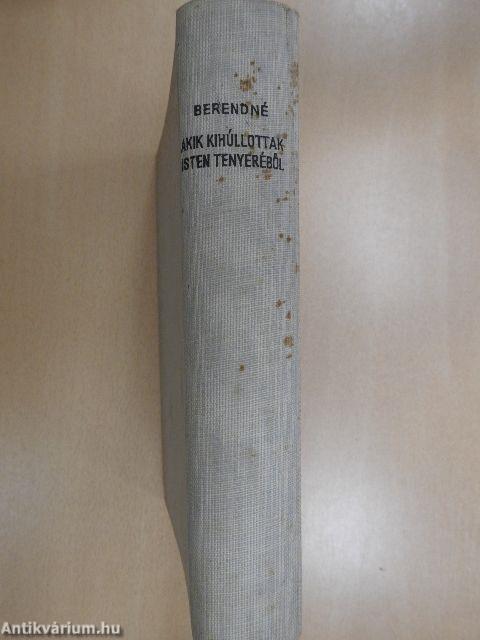 BERENDNÉ
AKIK KIHÚLLOTTAK
ISTEN TENYERÉBŐL
Antikvárium.hu